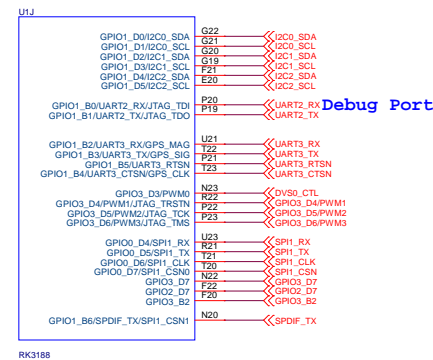 U1J
GPIO1_D0/I2C0_SDA G22 I2C0_SDA
GPIO1_D1/I2C0_SCL G21 I2C0_SCL
GPIO1_D2/I2C1_SDA G20 I2C1_SDA
GPIO1_D3/I2C1_SCL G19 I2C1_SCL
GPIO1_D4/I2C2_SDA F21 I2C2_SDA
GPIO1_D5/I2C2_SCL E20 I2C2_SCL
GPIO1_B0/UART2_RX/JTAG_TDI P20 UART2_RX Debug Port
GPIO1_B1/UART2_TX/JTAG_TDO P19 UART2_TX
GPIO1_B2/UART3_RX/GPS_MAG U21 UART3_RX
GPIO1_B3/UART3_TX/GPS_SIG T22 UART3_TX
GPIO1_B5/UART3_RTSN P21 UART3_RTSN
GPIO1_B4/UART3_CTSN/GPS_CLK T23 UART3_CTSN
GPIO3_D3/PWM0 N23 DVS0_CTL
GPIO3_D4/PWM1/JTAG_TRSTN R22 GPIO3_D4/PWM1
GPIO3_D5/PWM2/JTAG_TCK P22 GPIO3_D5/PWM2
GPIO3_D6/PWM3/JTAG_TMS P23 GPIO3_D6/PWM3
GPIO0_D4/SPI1_RX U23 SPI1_RX
GPIO0_D5/SPI1_TX R21 SPI1_TX
GPIO0_D6/SPI1_CLK T21 SPI1_CLK
GPIO0_D7/SPI1_CSN0 T20 SPI1_CSN
GPIO3_D7 N22 GPIO3_D7
GPIO2_D7 F22 GPIO2_D7
GPIO3_B2 F20 GPIO3_B2
GPIO1_B6/SPDIF_TX/SPI1_CSN1 N20 SPDIF_TX
RK3188